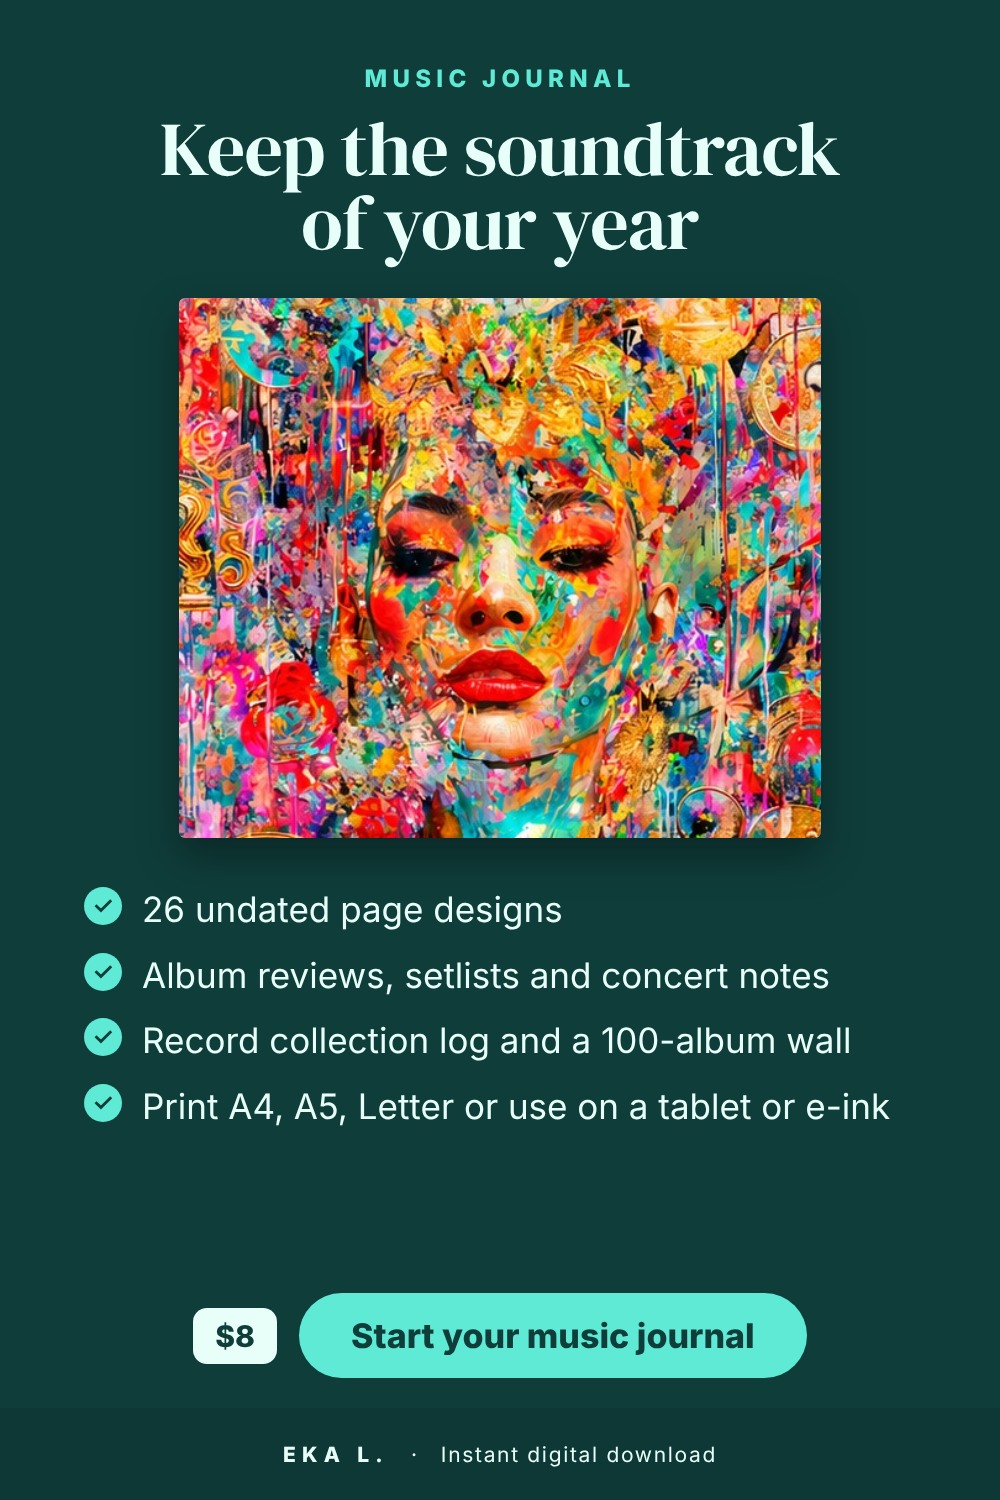 MUSIC JOURNAL
Keep the soundtrack
of your year
26 undated page designs
Album reviews, setlists and concert notes
Record collection log and a 100-album wall
Print A4, A5, Letter or use on a tablet or e-ink
$8
Start your music journal
EKA L. · Instant digital download